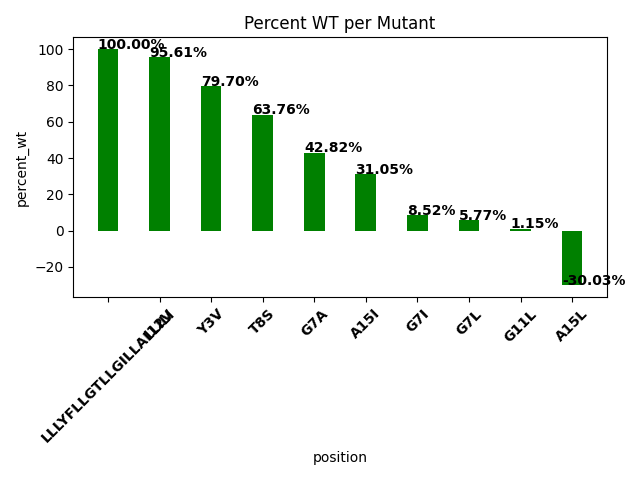 Percent WT per Mutant
100.00%
95.61%
79.70%
63.76%
42.82%
31.05%
8.52%
5.77%
1.15%
-30.03%
100
80
60
40
20
0
−20
percent_wt
Y3V
T8S
G7A
A15I
G7I
G7L
G11L
A15L
position